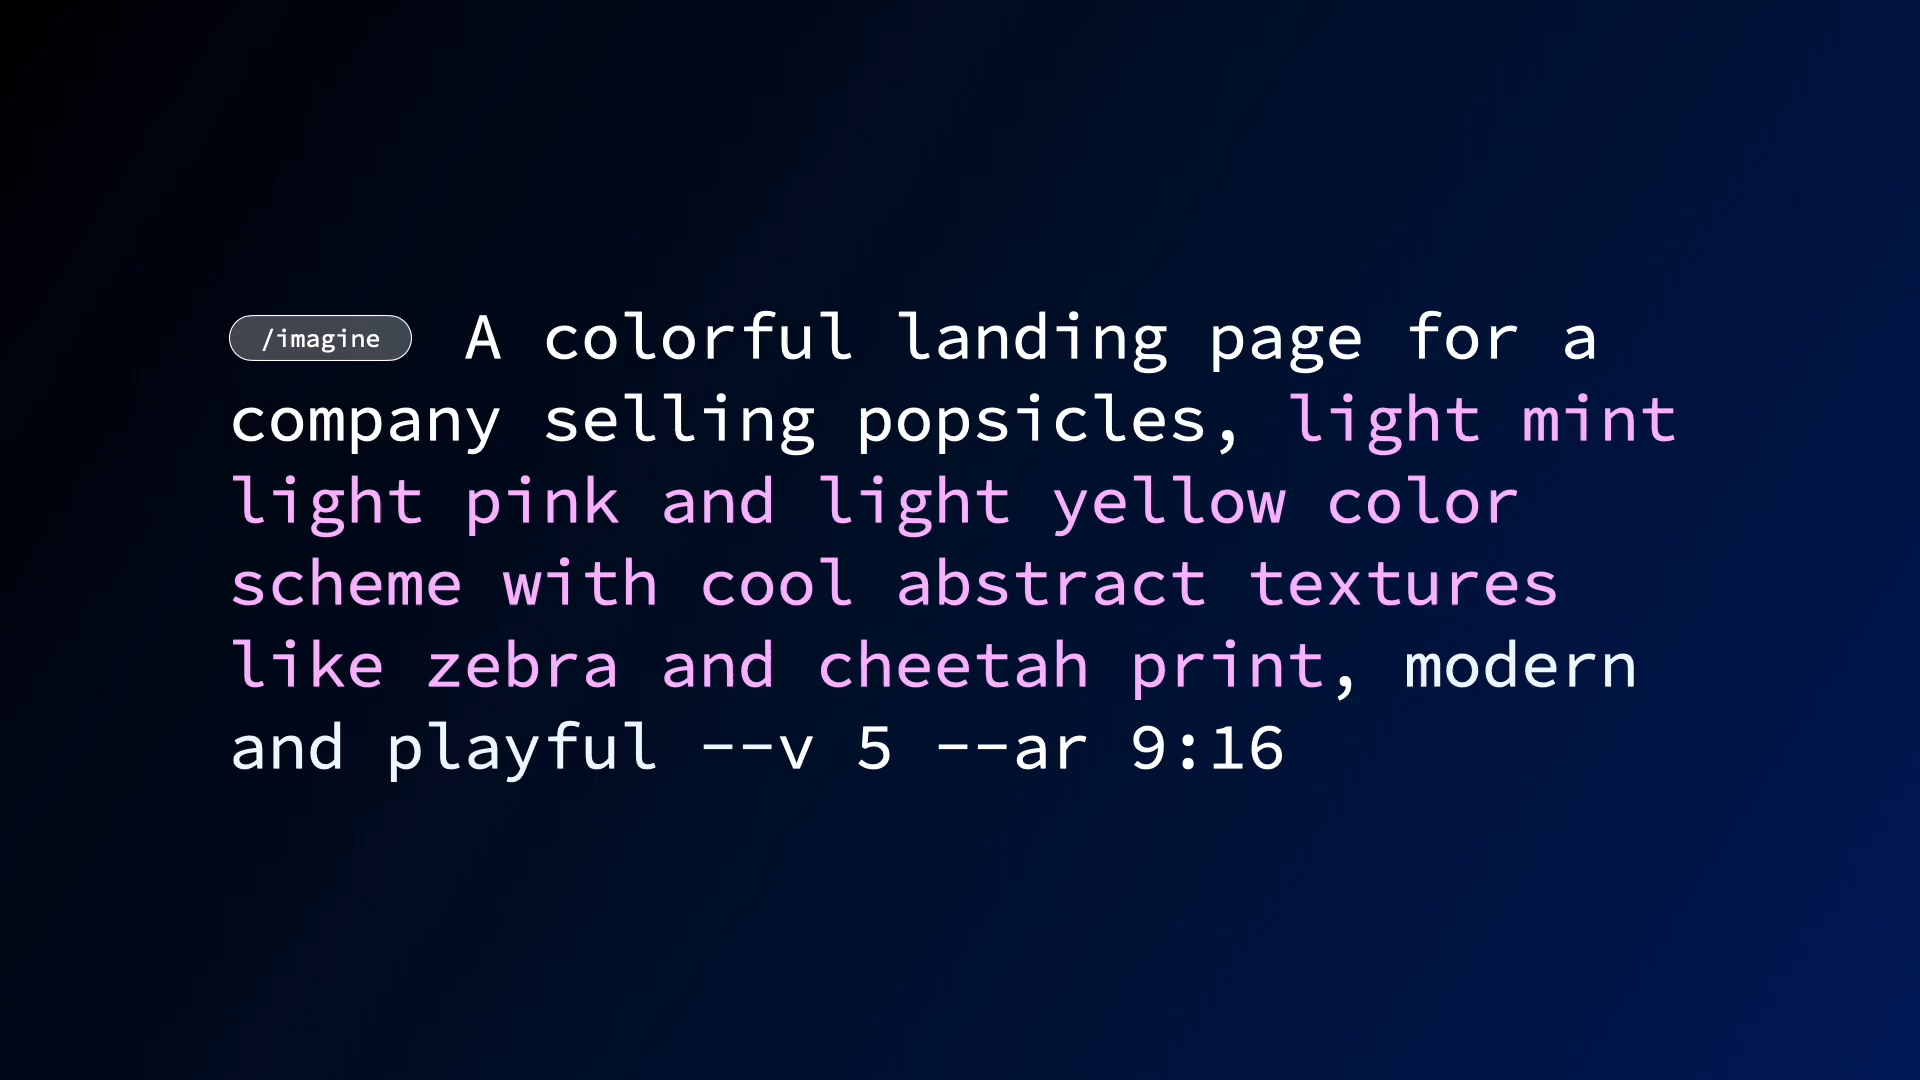 /imagine A colorful landing page for a
company selling popsicles, light mint
light pink and light yellow color
scheme with cool abstract textures
like zebra and cheetah print, modern
and playful --v 5 --ar 9:16